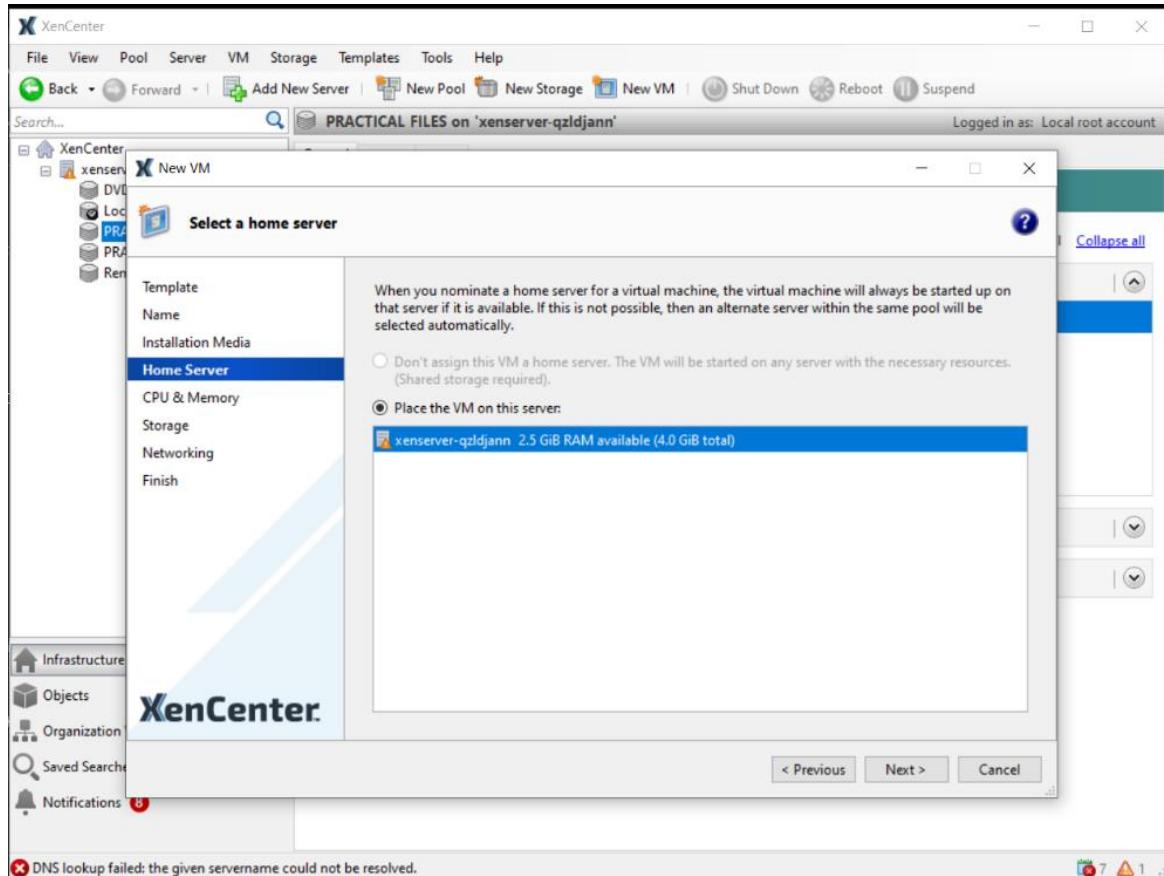 XenCenter
File View Pool Server VM Storage Templates Tools Help
Back Forward Add New Server New Pool New Storage New VM Shut Down Reboot Suspend
Search... PRACTICAL FILES on 'xenserver-qzldjann' Logged in as: Local root account
XenCenter
xenserv
DVD
Loc
PRA
PRA
Rem
Collapse all
New VM
Select a home server
Template
Name
Installation Media
Home Server
CPU & Memory
Storage
Networking
Finish
When you nominate a home server for a virtual machine, the virtual machine will always be started up on
that server if it is available. If this is not possible, then an alternate server within the same pool will be
selected automatically.
Don't assign this VM a home server. The VM will be started on any server with the necessary resources.
(Shared storage required).
Place the VM on this server:
xenserver-qzldjann 2.5 GiB RAM available (4.0 GiB total)
XenCenter.
< Previous Next > Cancel
Infrastructure
Objects
Organization
Saved Searche
Notifications 8
DNS lookup failed: the given servername could not be resolved.
7 1